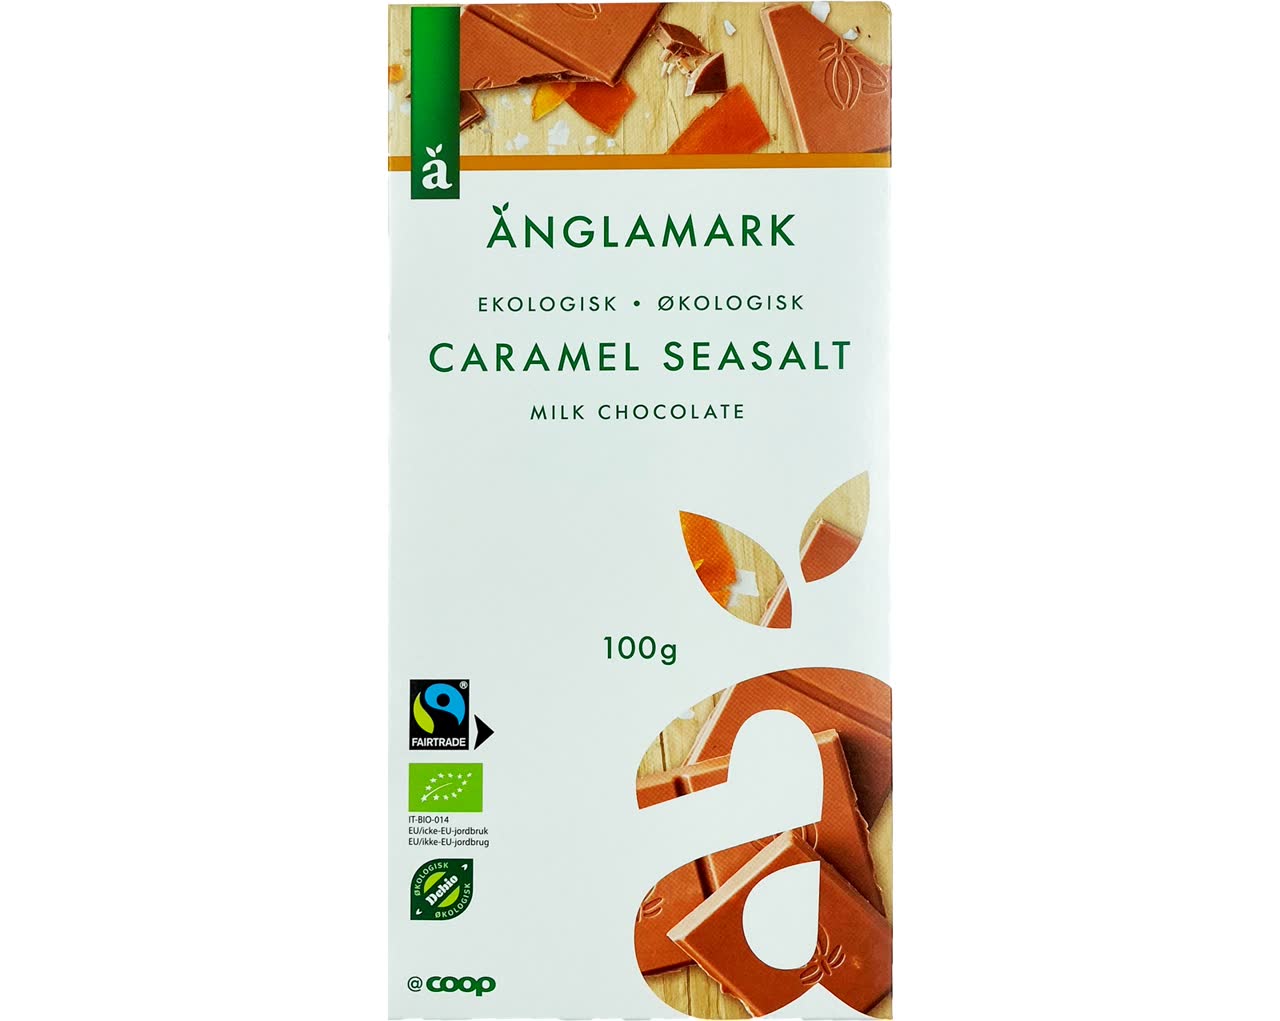 å
ÄNGLAMARK
EKOLOGISK • ØKOLOGISK
CARAMEL SEASALT
MILK CHOCOLATE
100g
®
FAIRTRADE
IT-BIO-014
EU/icke-EU-jordbruk
EU/ikke-EU-jordbrug
ØKOLOGISK
Debio
ØKOLOGISK
@ coop
a